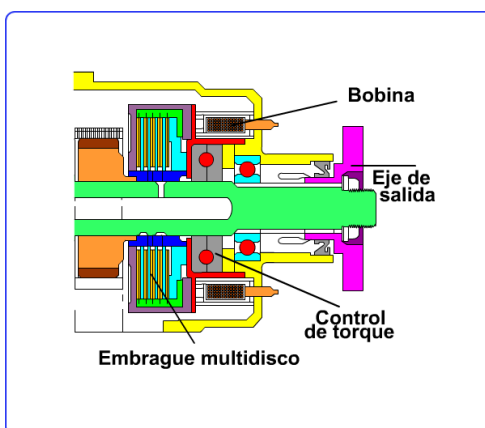 Bobina
Eje de
salida
Control
de torque
Embrague multidisco